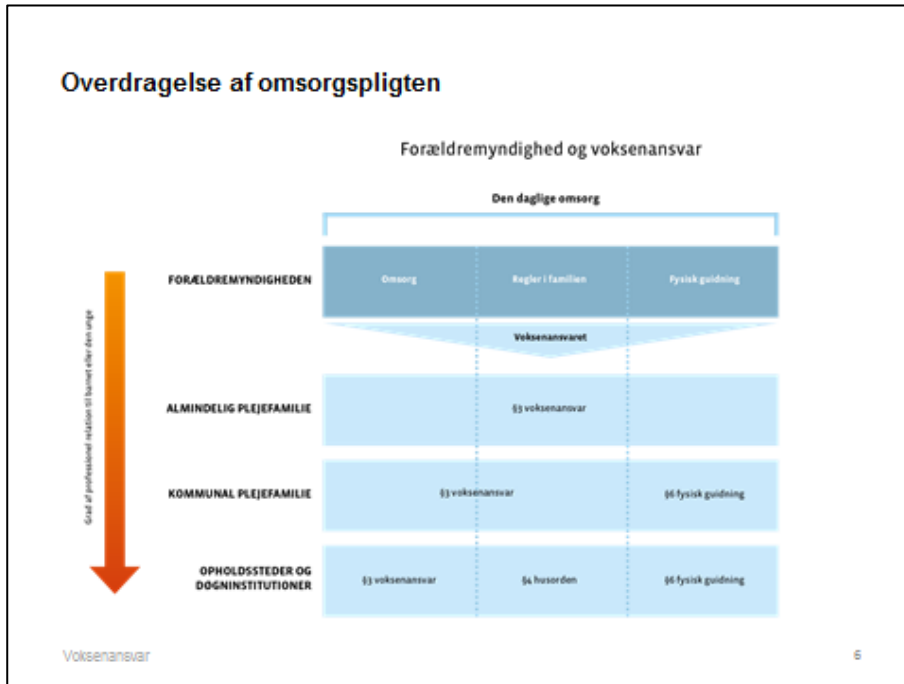 Overdragelse af omsorgspligten
Forældremyndighed og voksenansvar
Den daglige omsorg
FORÆLDREMYNDIGHEDEN
Omsorg
Regler i familien
Fysisk guidning
Voksenansvaret
Grad af professionel relation til barnet eller den unge
ALMINDELIG PLEJEFAMILIE
§3 voksenansvar
KOMMUNAL PLEJEFAMILIE
§3 voksenansvar
§6 fysisk guidning
OPHOLDSSTEDER OG
DØGNINSTITUTIONER
§3 voksenansvar
§4 husorden
§6 fysisk guidning
Voksenansvar
6